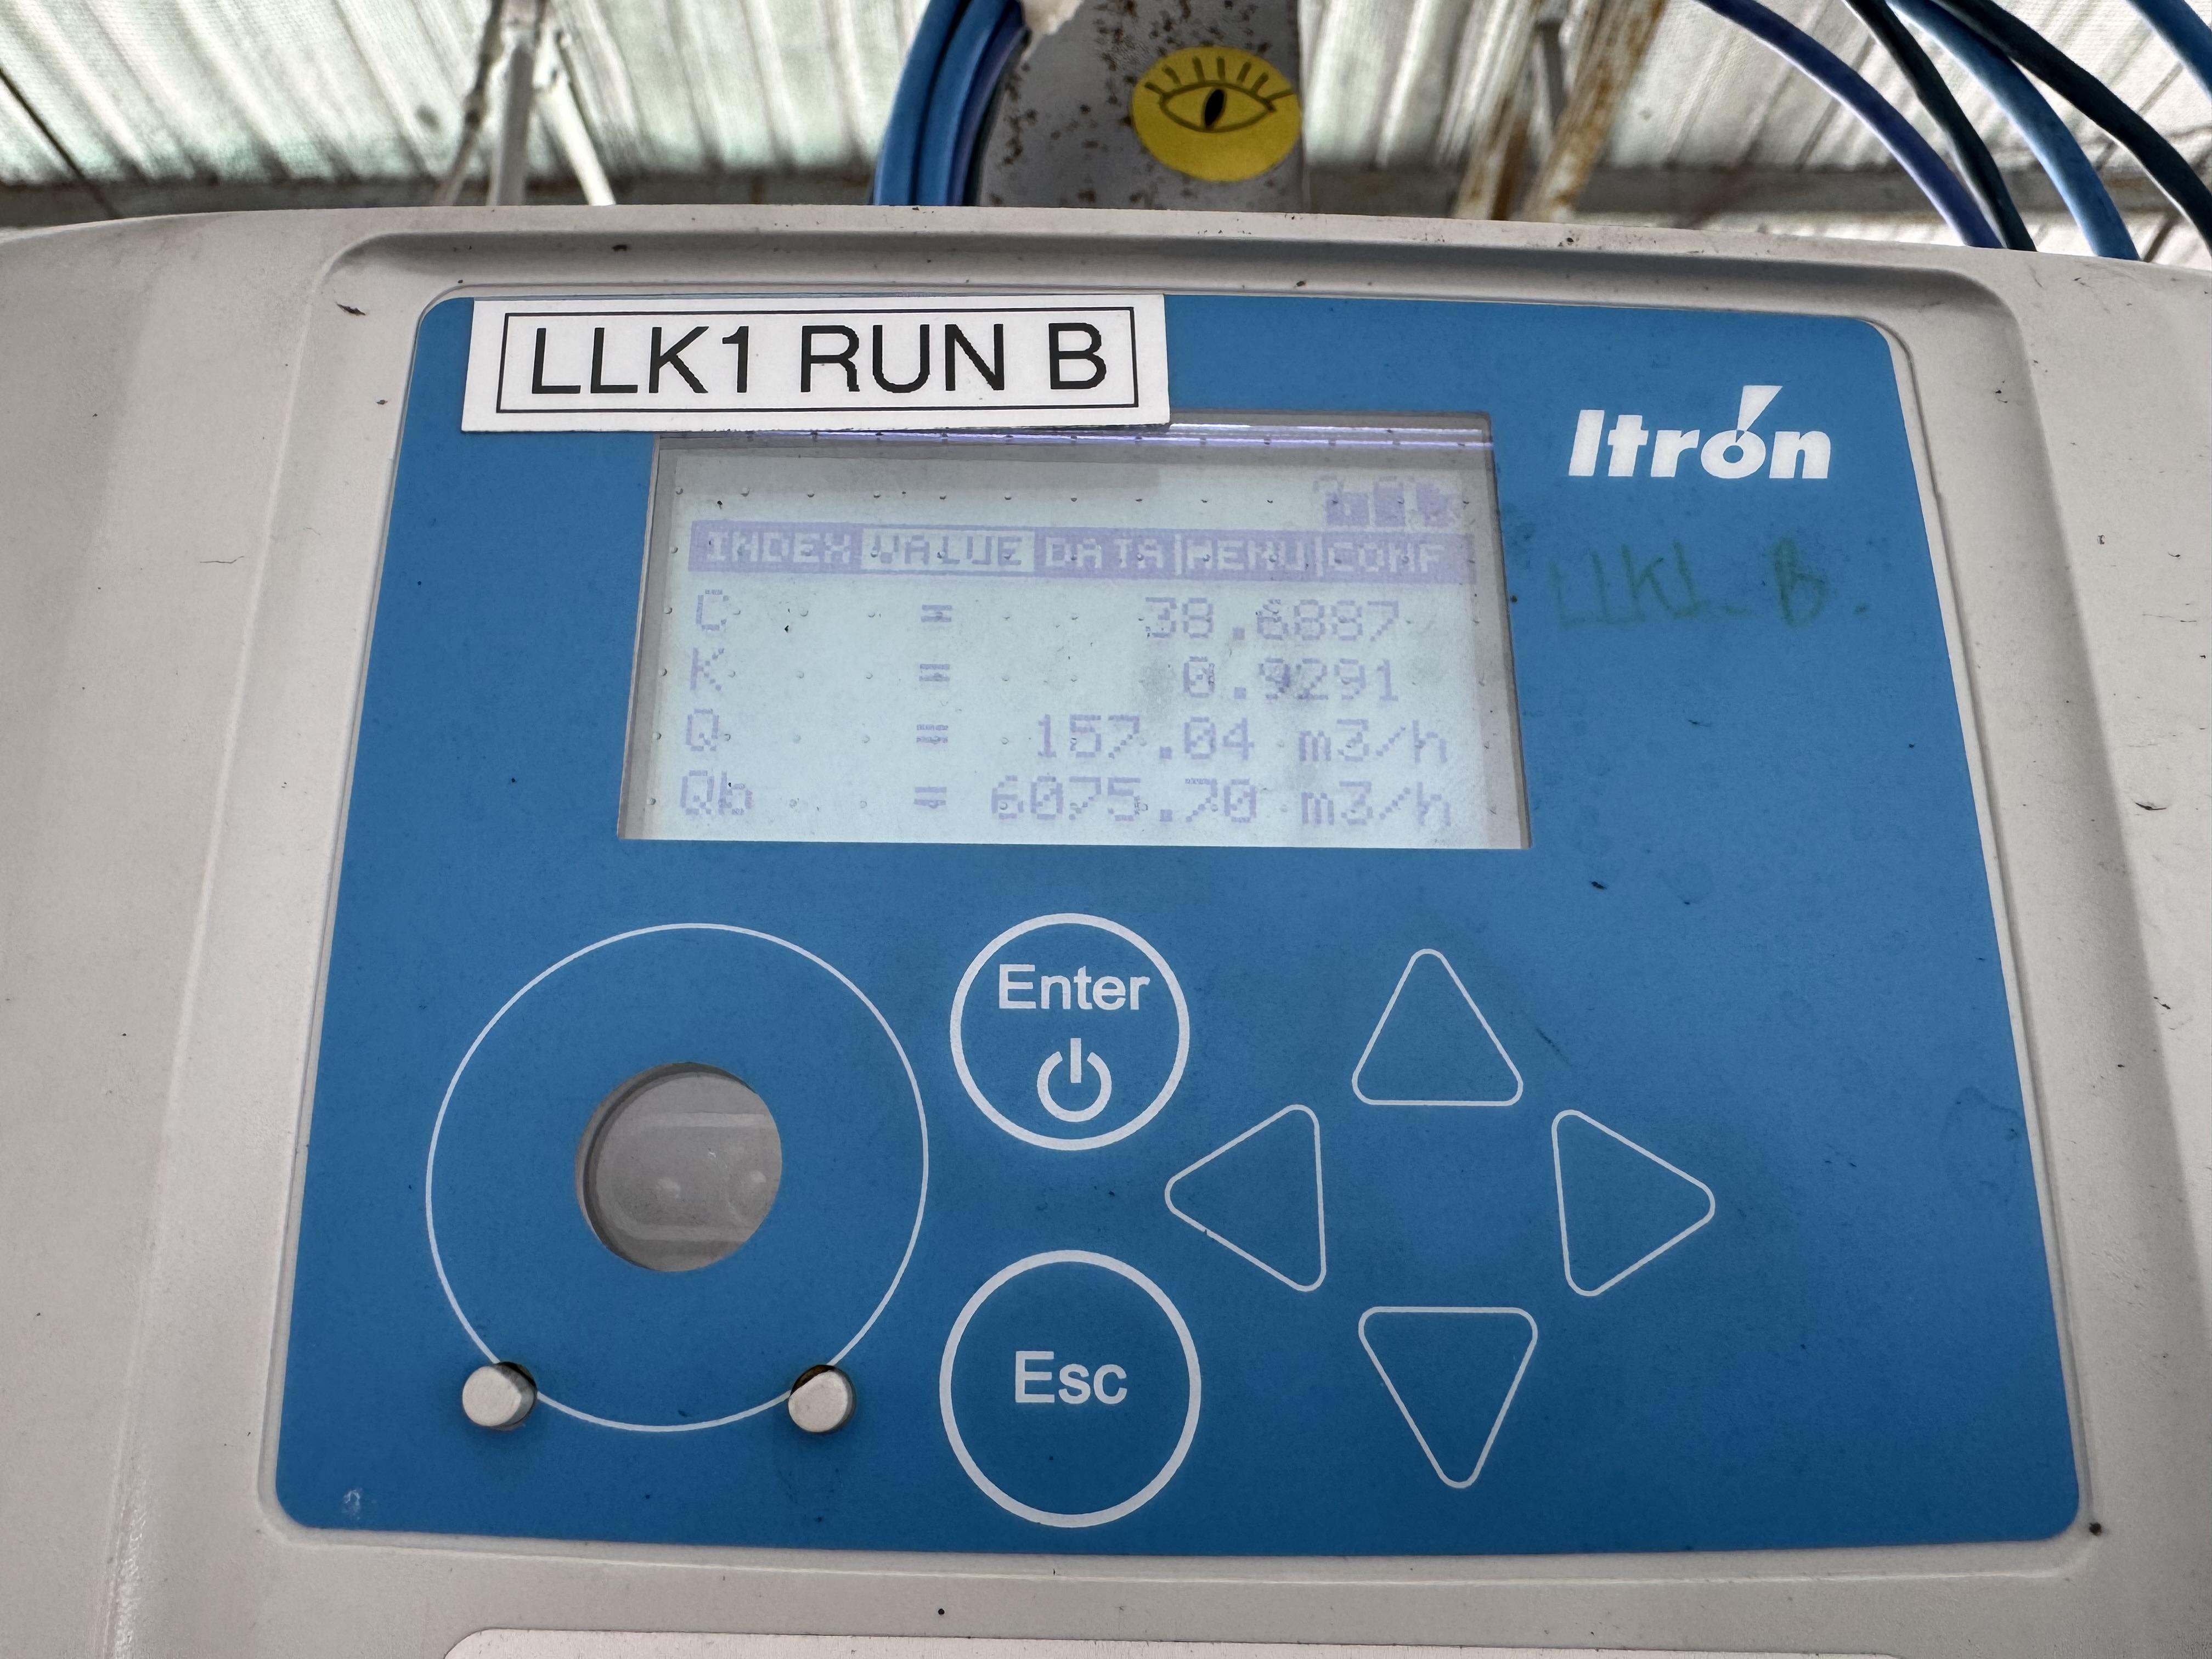 LLK1 RUN B
Itrón
INDEX VALUE DATA|MENU|CONF
LLK1 - B.
C = 38.6887
K = 0.9291
Q = 157.04 m3/h
Qb = 6075.70 m3/h
Enter
Esc